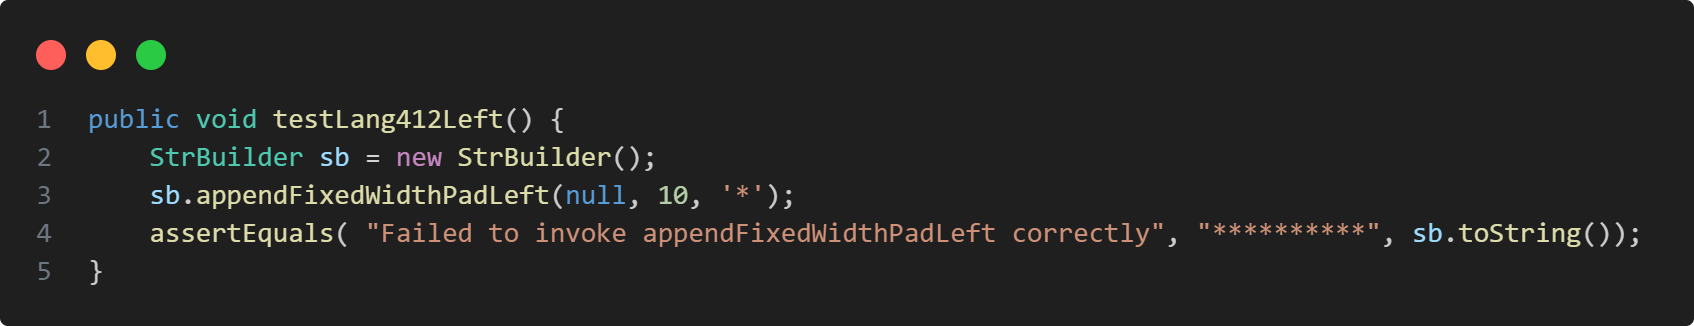 1 public void testLang412Left() {
2     StrBuilder sb = new StrBuilder();
3     sb.appendFixedWidthPadLeft(null, 10, '*');
4     assertEquals( "Failed to invoke appendFixedWidthPadLeft correctly", "**********", sb.toString());
5 }